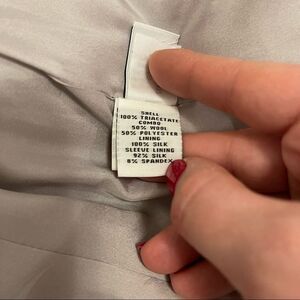 SHELL
100% TRIACETATE
COMBO
50% WOOL
50% POLYESTER
LINING
100% SILK
SLEEVE LINING
92% SILK
8% SPANDEX